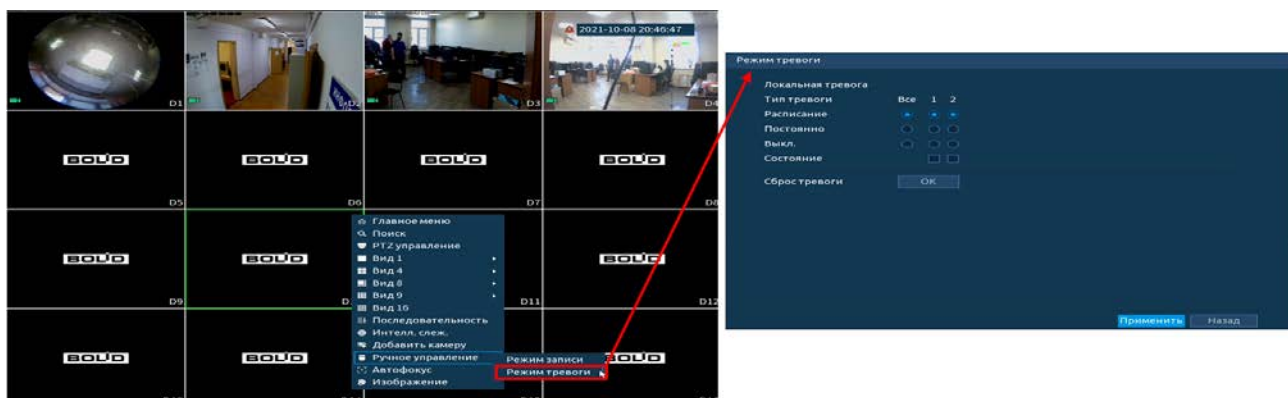 2021-10-08 20:46:47
D1
D2
D3
D4
BOLID
BOLID
BOLID
BOLID
D5
D6
D7
D8
BOLID
BOLID
BOLID
D9
D11
D12
BOLID
BOLID
BOLID
Главное меню
Поиск
PTZ управление
Вид 1
Вид 4
Вид 8
Вид 9
Вид 16
Последовательность
Интелл. слеж.
Добавить камеру
Ручное управление
Автофокус
Изображение
Режим записи
Режим тревоги
Режим тревоги
Локальная тревога
Тип тревоги Все 1 2
Расписание
Постоянно
Выкл.
Состояние
Сброс тревоги OK
Применить Назад